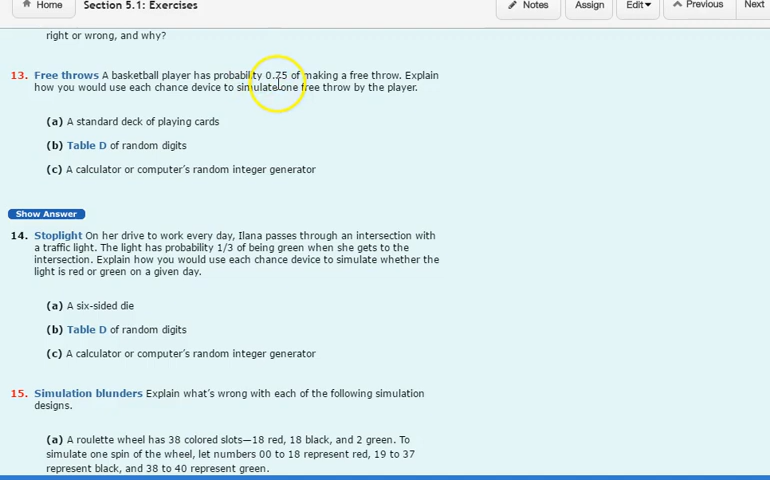 Home
Section 5.1: Exercises
Notes
Assign
Edit
Previous
Next
right or wrong, and why?
13. Free throws A basketball player has probability 0.75 of making a free throw. Explain
how you would use each chance device to simulate one free throw by the player.
(a) A standard deck of playing cards
(b) Table D of random digits
(c) A calculator or computer's random integer generator
Show Answer
14. Stoplight On her drive to work every day, Ilana passes through an intersection with
a traffic light. The light has probability 1/3 of being green when she gets to the
intersection. Explain how you would use each chance device to simulate whether the
light is red or green on a given day.
(a) A six-sided die
(b) Table D of random digits
(c) A calculator or computer's random integer generator
15. Simulation blunders Explain what's wrong with each of the following simulation
designs.
(a) A roulette wheel has 38 colored slots—18 red, 18 black, and 2 green. To
simulate one spin of the wheel, let numbers 00 to 18 represent red, 19 to 37
represent black, and 38 to 40 represent green.